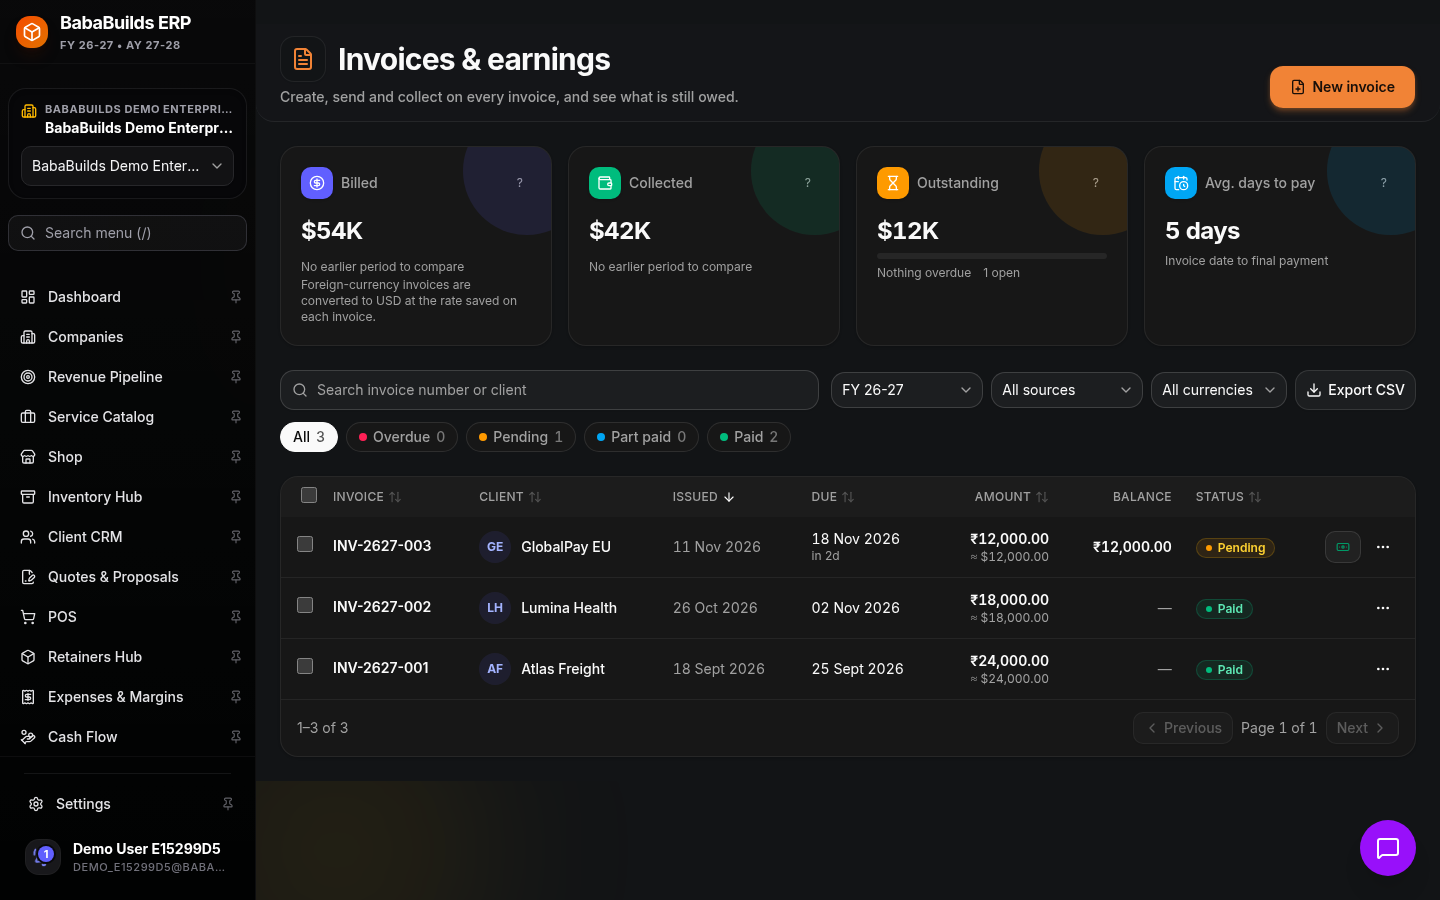 BabaBuilds ERP
FY 26-27 • AY 27-28
BABABUILDS DEMO ENTERPRI...
BabaBuilds Demo Enterpr...
BabaBuilds Demo Enter...
Search menu (/)
Dashboard
Companies
Revenue Pipeline
Service Catalog
Shop
Inventory Hub
Client CRM
Quotes & Proposals
POS
Retainers Hub
Expenses & Margins
Cash Flow
Settings
1
Demo User E15299D5
DEMO_E15299D5@BABA...
Invoices & earnings
Create, send and collect on every invoice, and see what is still owed.
New invoice
Billed ?
$54K
No earlier period to compare
Foreign-currency invoices are
converted to USD at the rate saved on
each invoice.
Collected ?
$42K
No earlier period to compare
Outstanding ?
$12K
Nothing overdue 1 open
Avg. days to pay ?
5 days
Invoice date to final payment
Search invoice number or client
FY 26-27
All sources
All currencies
Export CSV
All 3
Overdue 0
Pending 1
Part paid 0
Paid 2
INVOICE CLIENT ISSUED DUE AMOUNT BALANCE STATUS
INV-2627-003 GE GlobalPay EU 11 Nov 2026 18 Nov 2026 ₹12,000.00 ₹12,000.00 Pending
in 2d ≈ $12,000.00
INV-2627-002 LH Lumina Health 26 Oct 2026 02 Nov 2026 ₹18,000.00 — Paid
≈ $18,000.00
INV-2627-001 AF Atlas Freight 18 Sept 2026 25 Sept 2026 ₹24,000.00 — Paid
≈ $24,000.00
1–3 of 3
Previous Page 1 of 1 Next